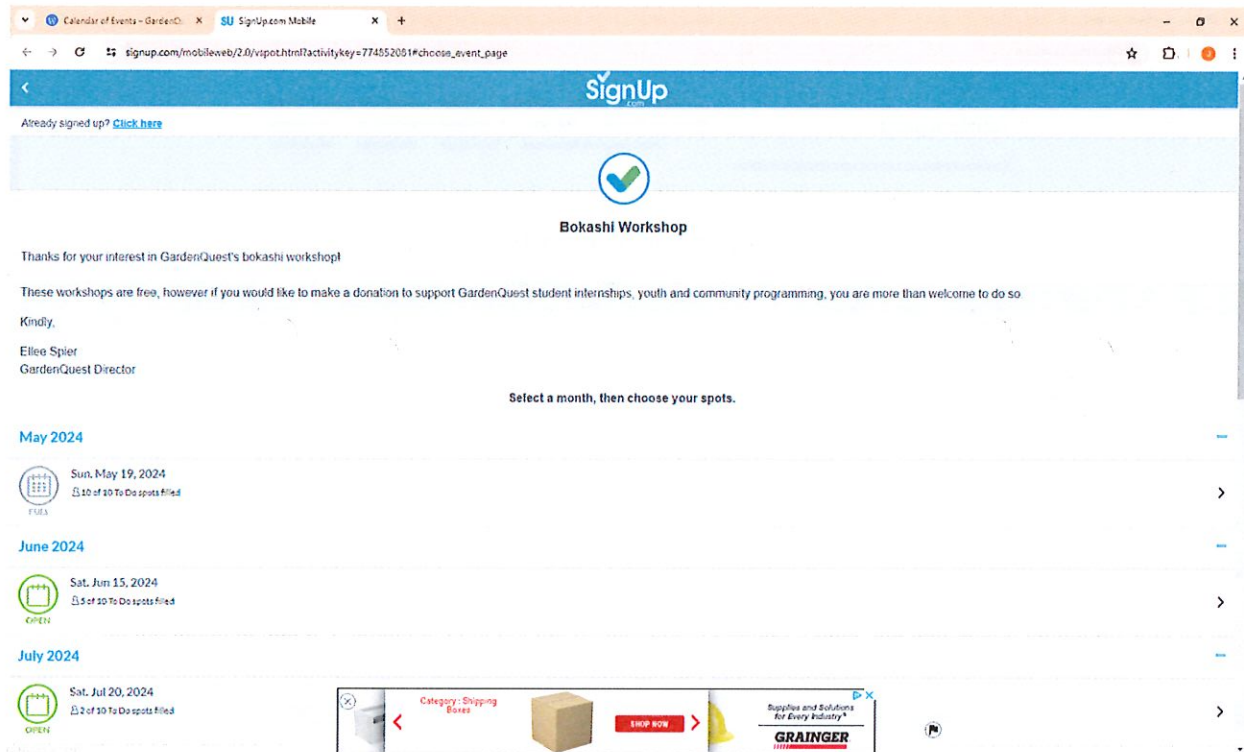 Calendar of Events - GardenQ
SU SignUp.com Mobile
signup.com/mobileweb/2.0/vspot.html?activitykey=774852081#choose_event_page
SignUp
.com
Already signed up? Click here
Bokashi Workshop
Thanks for your interest in GardenQuest's bokashi workshop!
These workshops are free, however if you would like to make a donation to support GardenQuest student internships, youth and community programming, you are more than welcome to do so
Kindly,
Ellee Spier
GardenQuest Director
Select a month, then choose your spots.
May 2024
Sun. May 19, 2024
10 of 10 To Do spots filled
FULL
June 2024
Sat. Jun 15, 2024
5 of 10 To Do spots filled
OPEN
July 2024
Sat. Jul 20, 2024
2 of 10 To Do spots filled
OPEN
Category : Shipping
Boxes
SHOP NOW
Supplies and Solutions
for Every Industry®
GRAINGER